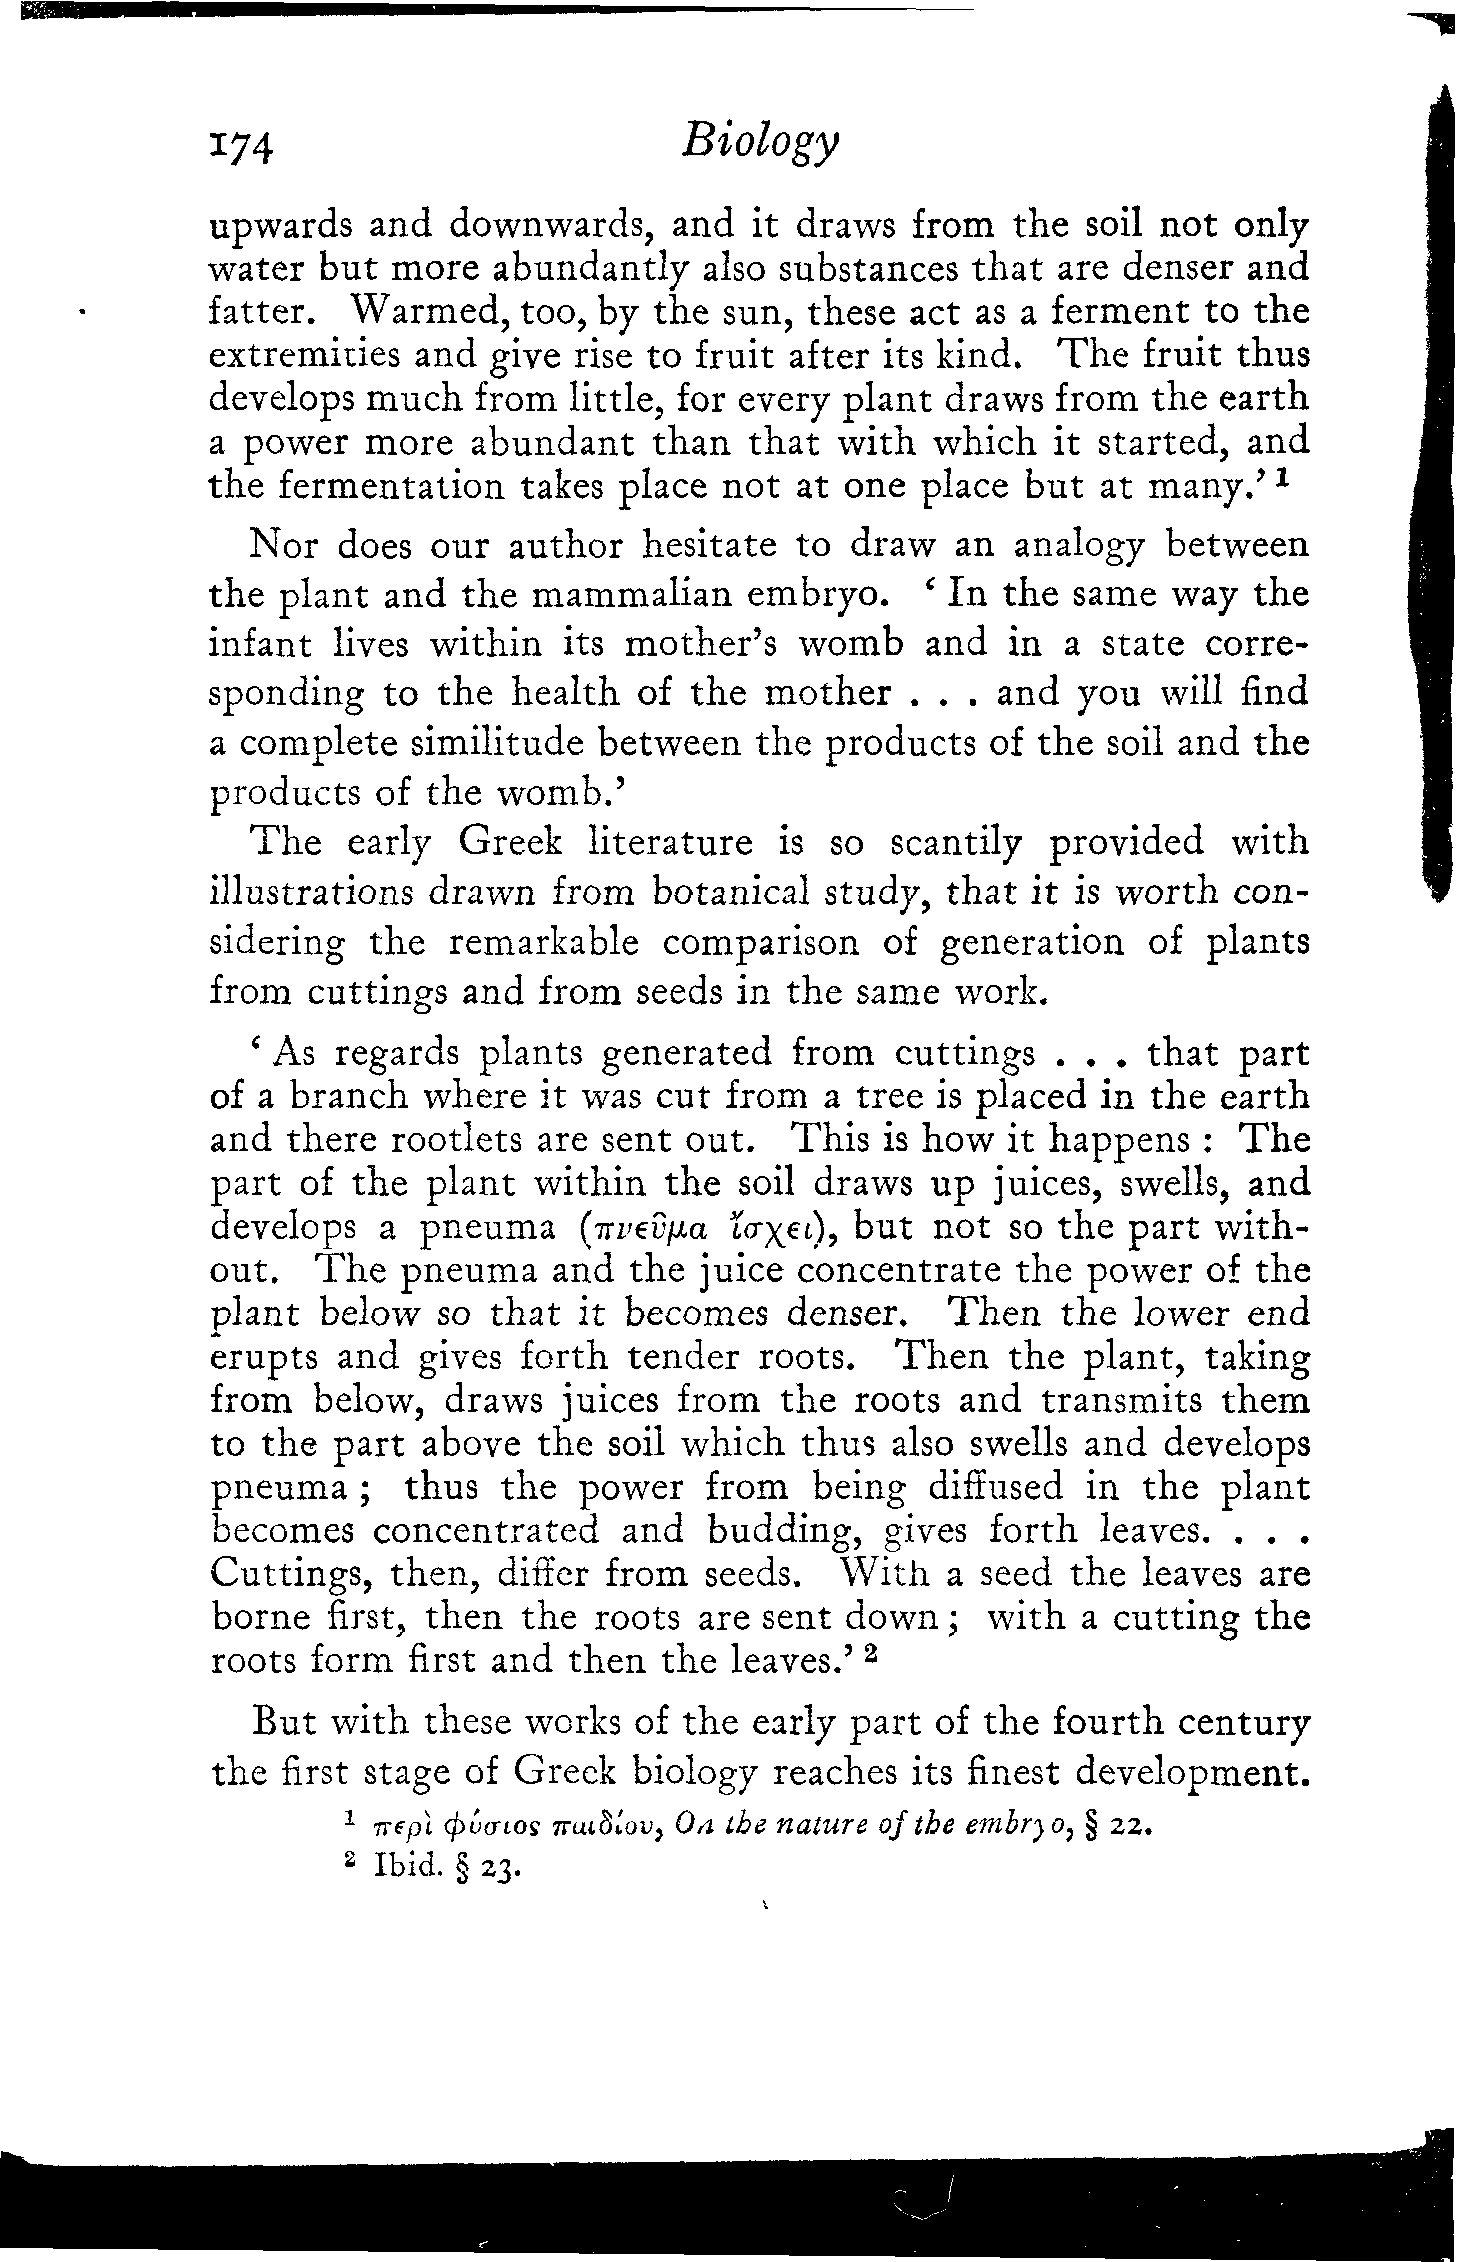 174 Biology
upwards and downwards, and it draws from the soil not only
water but more abundantly also substances that are denser and
fatter. Warmed, too, by the sun, these act as a ferment to the
extremities and give rise to fruit after its kind. The fruit thus
develops much from little, for every plant draws from the earth
a power more abundant than that with which it started, and
the fermentation takes place not at one place but at many.’ ¹
Nor does our author hesitate to draw an analogy between
the plant and the mammalian embryo. ‘ In the same way the
infant lives within its mother’s womb and in a state corre-
sponding to the health of the mother . . . and you will find
a complete similitude between the products of the soil and the
products of the womb.’
The early Greek literature is so scantily provided with
illustrations drawn from botanical study, that it is worth con-
sidering the remarkable comparison of generation of plants
from cuttings and from seeds in the same work.
‘ As regards plants generated from cuttings . . . that part
of a branch where it was cut from a tree is placed in the earth
and there rootlets are sent out. This is how it happens : The
part of the plant within the soil draws up juices, swells, and
develops a pneuma (πνεῦμα ἴσχει), but not so the part with-
out. The pneuma and the juice concentrate the power of the
plant below so that it becomes denser. Then the lower end
erupts and gives forth tender roots. Then the plant, taking
from below, draws juices from the roots and transmits them
to the part above the soil which thus also swells and develops
pneuma ; thus the power from being diffused in the plant
becomes concentrated and budding, gives forth leaves. . . .
Cuttings, then, differ from seeds. With a seed the leaves are
borne first, then the roots are sent down ; with a cutting the
roots form first and then the leaves.’ ²
But with these works of the early part of the fourth century
the first stage of Greek biology reaches its finest development.
¹ περὶ φύσιος παιδίου, On the nature of the embryo, § 22.
² Ibid. § 23.